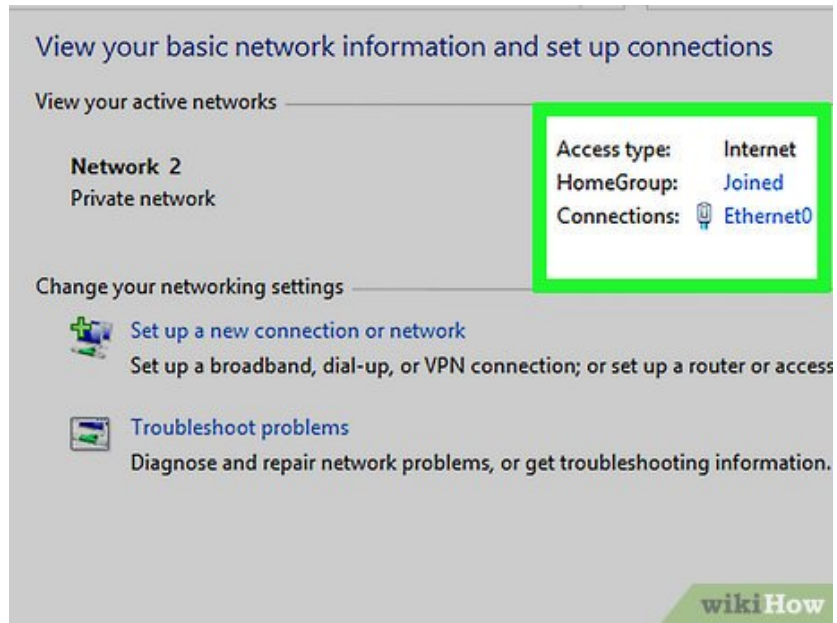 View your basic network information and set up connections
View your active networks
Network 2
Private network
Access type: Internet
HomeGroup: Joined
Connections: Ethernet0
Change your networking settings
Set up a new connection or network
Set up a broadband, dial-up, or VPN connection; or set up a router or access
Troubleshoot problems
Diagnose and repair network problems, or get troubleshooting information.
wikiHow